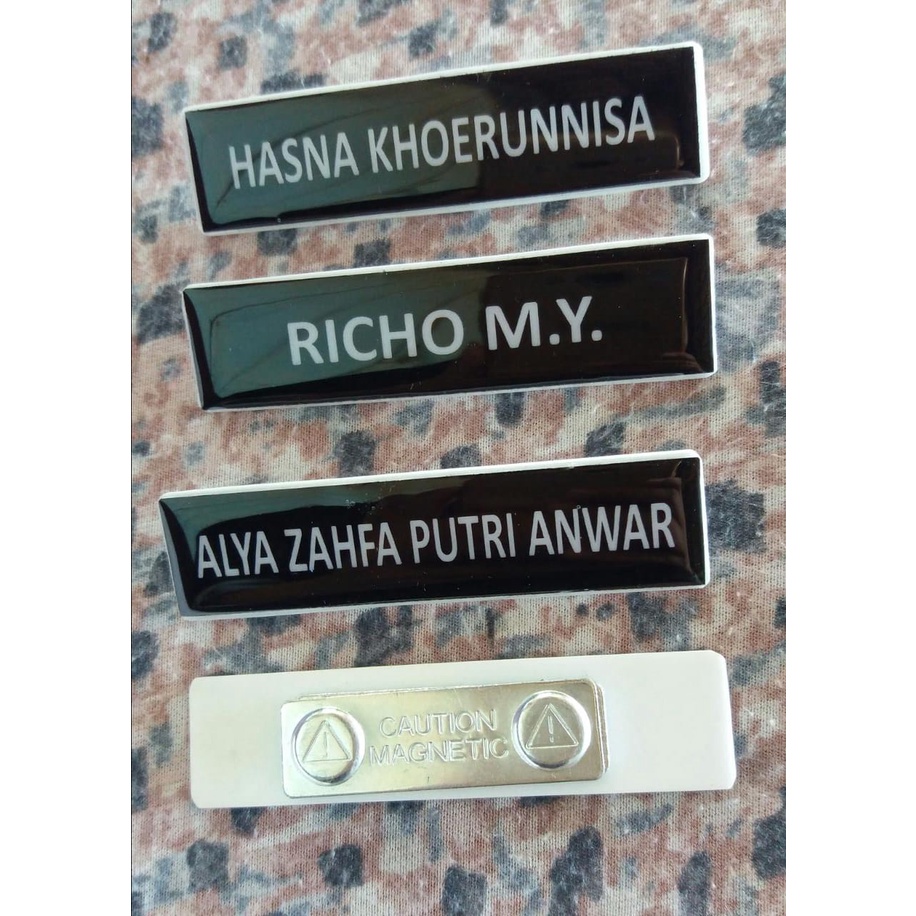 HASNA KHOERUNNISA
RICHO M.Y.
ALYA ZAHFA PUTRI ANWAR
CAUTION
MAGNETIC